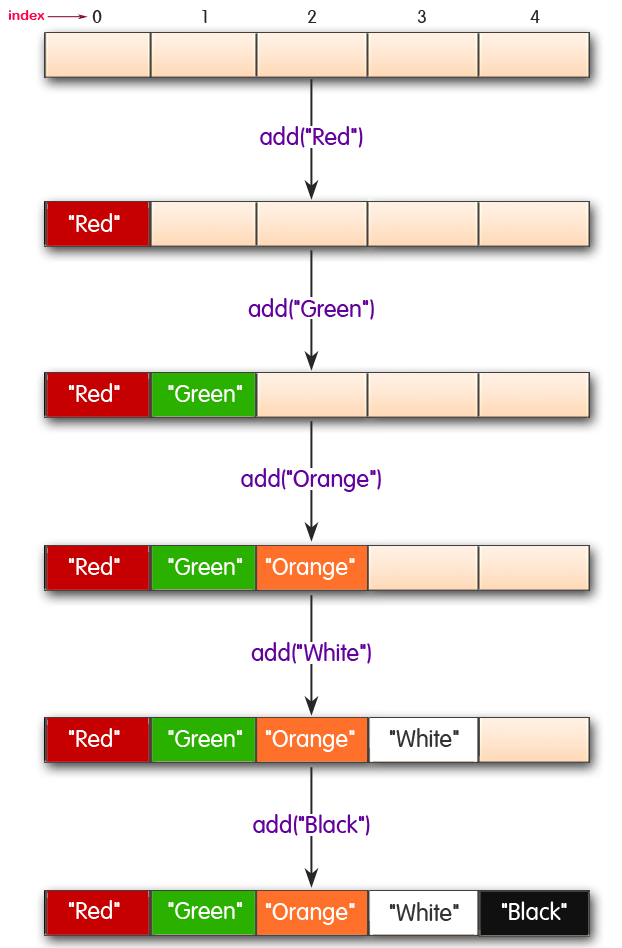 index 0 1 2 3 4
add("Red")
"Red"
add("Green")
"Red" "Green"
add("Orange")
"Red" "Green" "Orange"
add("White")
"Red" "Green" "Orange" "White"
add("Black")
"Red" "Green" "Orange" "White" "Black"